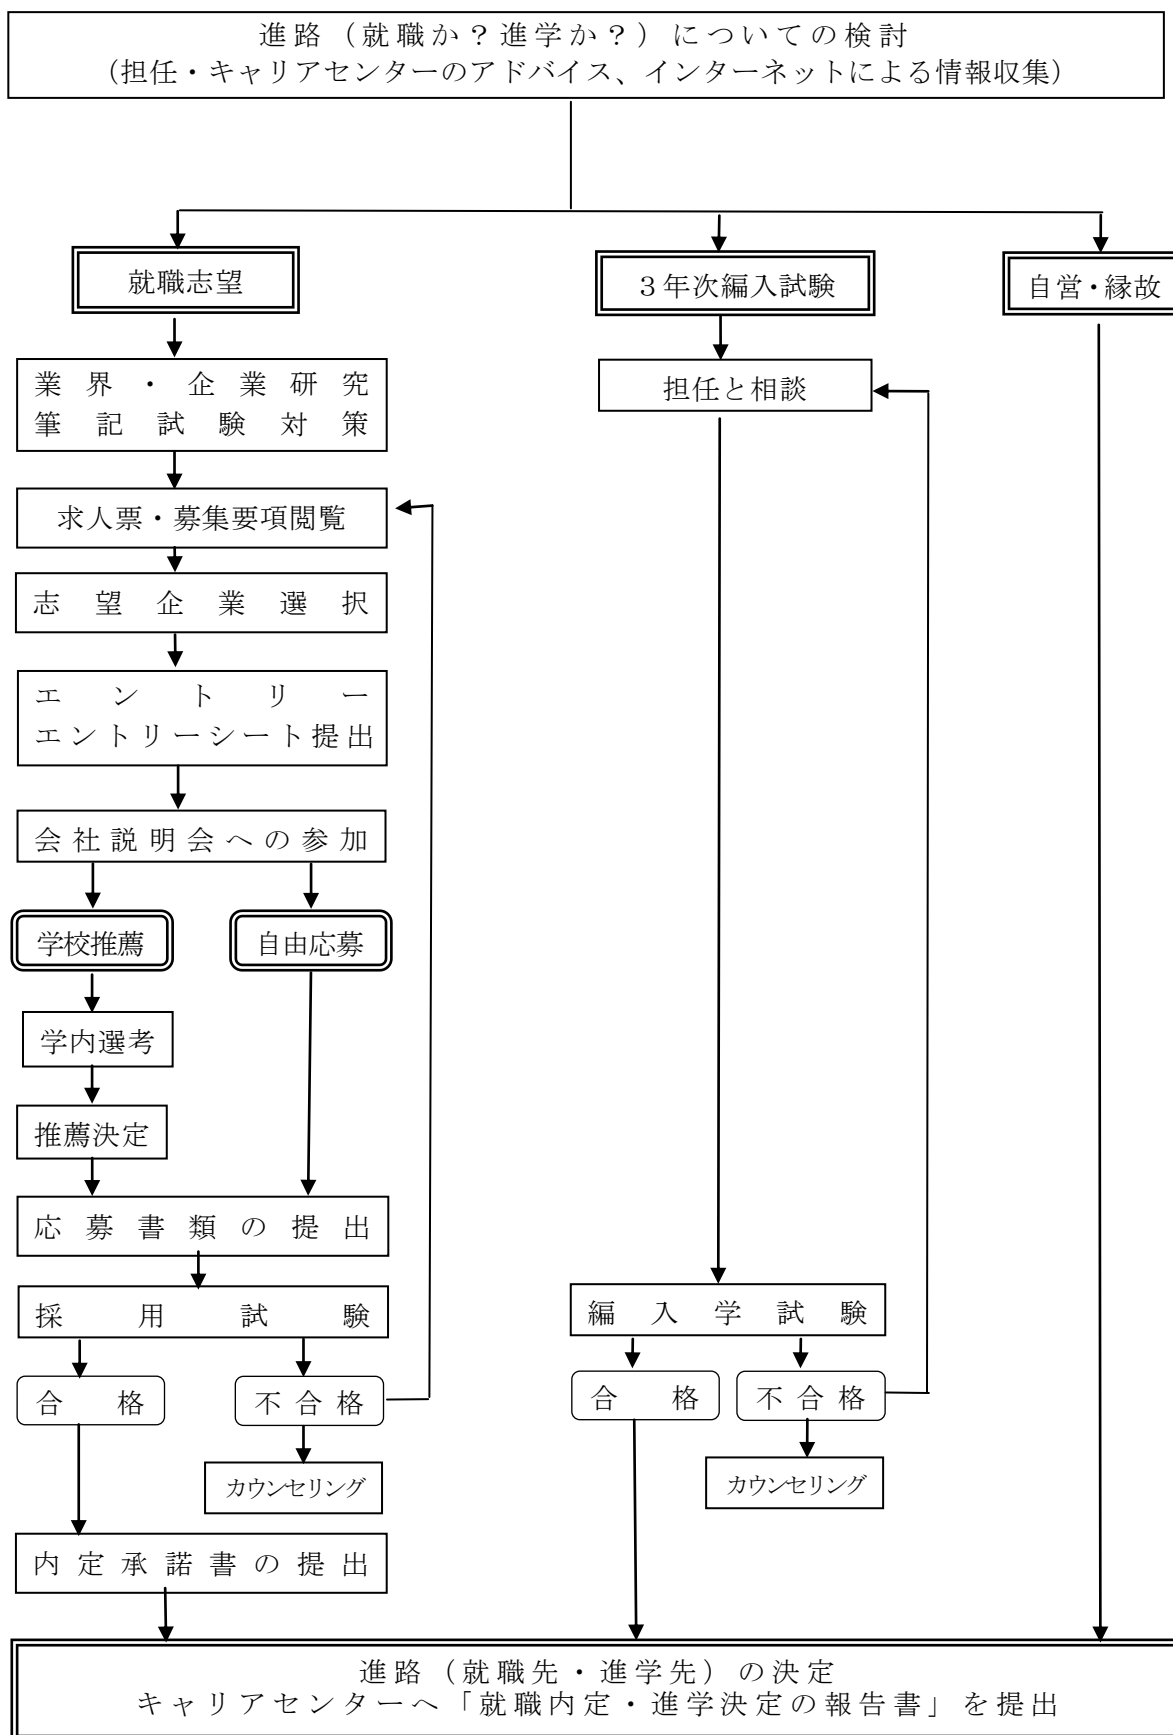 進路（就職か？進学か？）についての検討
（担任・キャリアセンターのアドバイス、インターネットによる情報収集）
就職志望
３年次編入試験
自営・縁故
業界・企業研究
筆記試験対策
担任と相談
求人票・募集要項閲覧
志望企業選択
エントリー
エントリーシート提出
会社説明会への参加
学校推薦
自由応募
学内選考
推薦決定
応募書類の提出
採用試験
編入学試験
合格
不合格
合格
不合格
カウンセリング
カウンセリング
内定承諾書の提出
進路（就職先・進学先）の決定
キャリアセンターへ「就職内定・進学決定の報告書」を提出